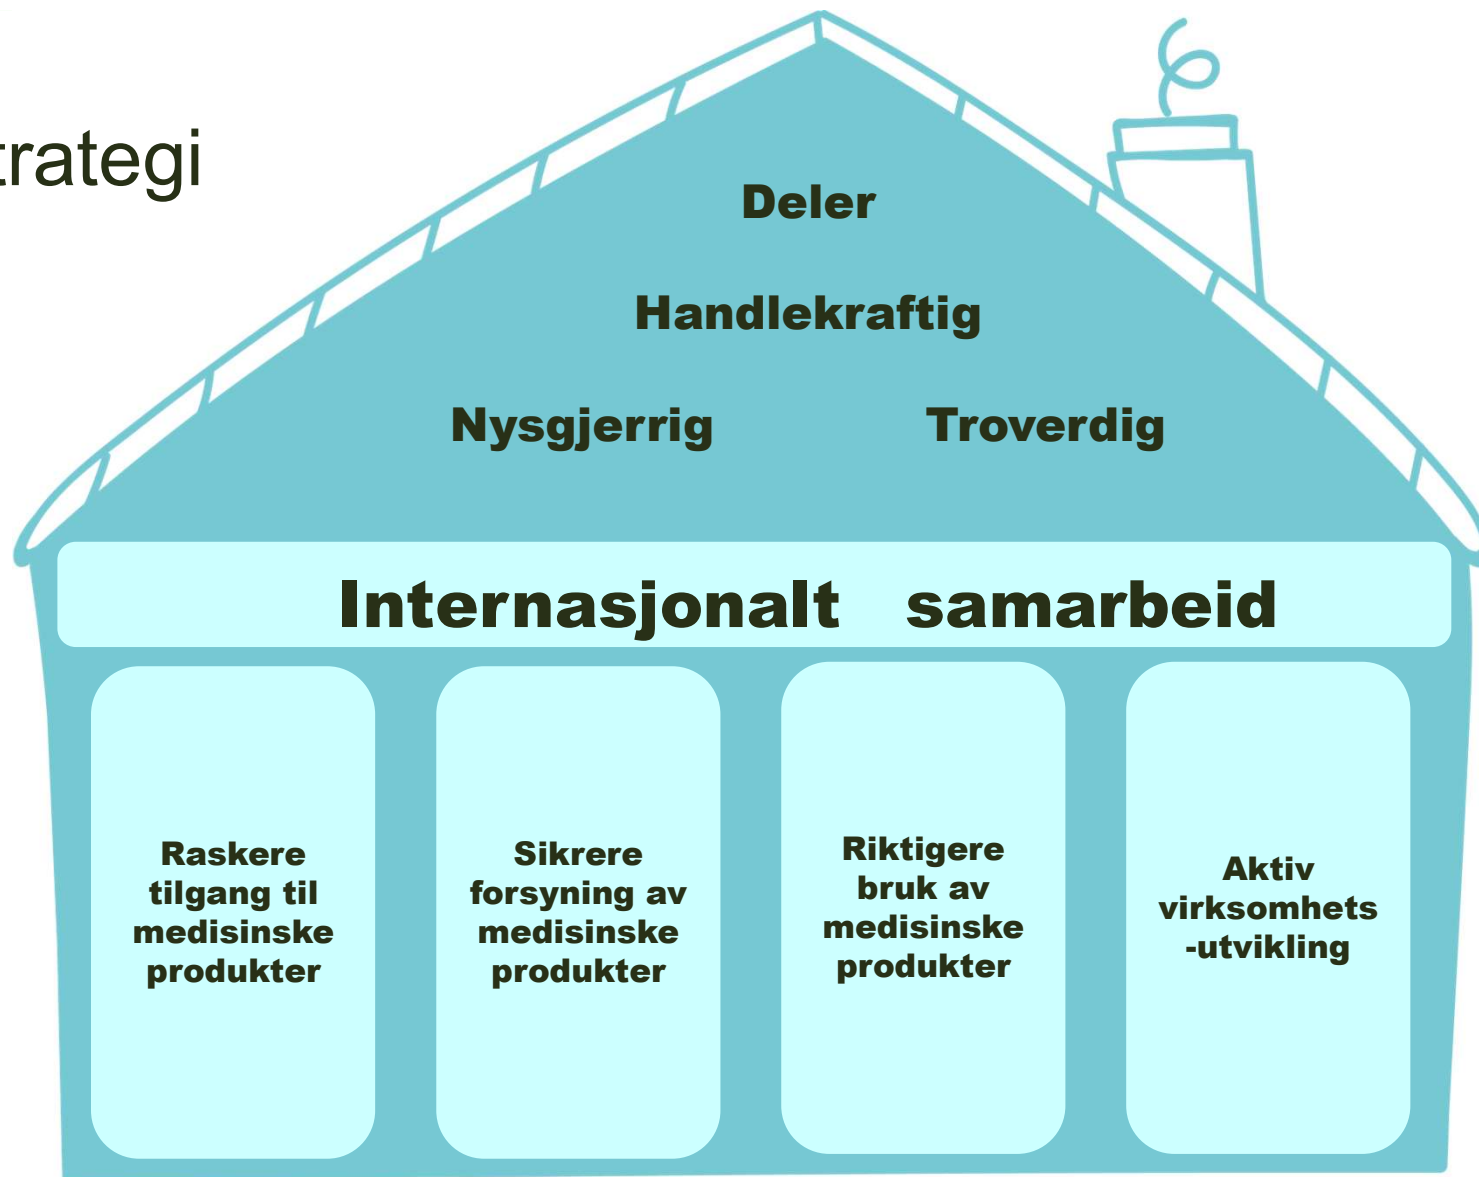 trategi
Deler
Handlekraftig
Nysgjerrig Troverdig
Internasjonalt samarbeid
Raskere
tilgang til
medisinske
produkter
Sikrere
forsyning av
medisinske
produkter
Riktigere
bruk av
medisinske
produkter
Aktiv
virksomhets
-utvikling